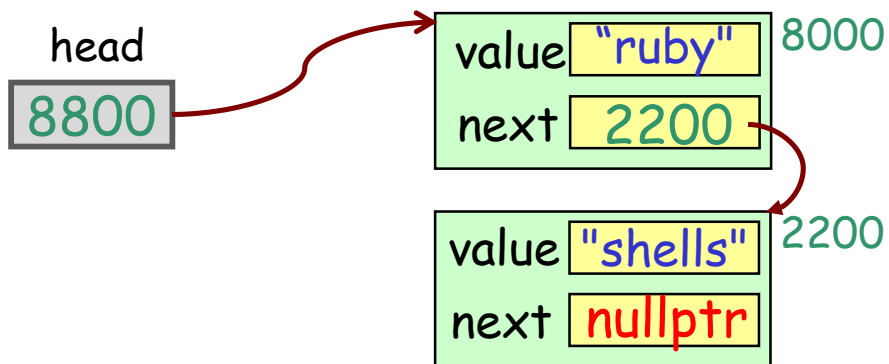 head
8800
value "ruby" 8000
next 2200
value "shells" 2200
next nullptr